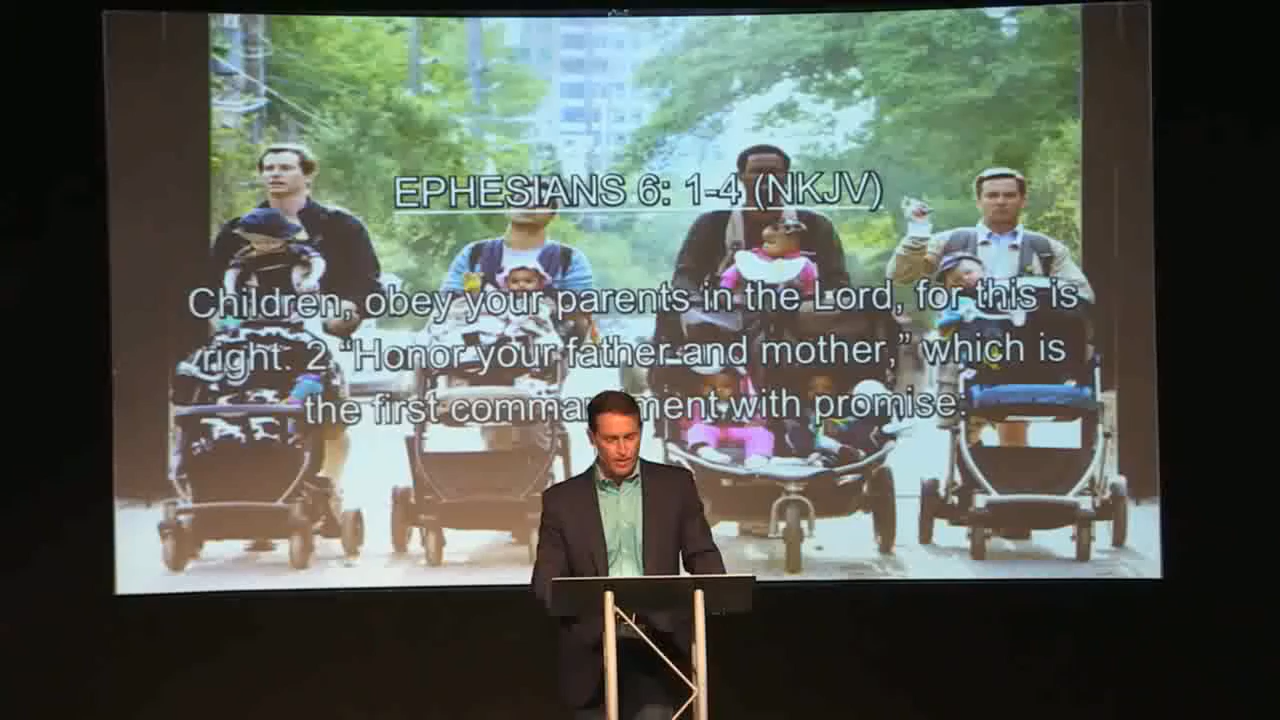 EPHESIANS 6: 1-4 (NKJV)
Children, obey your parents in the Lord, for this is
right. 2 “Honor your father and mother,” which is
the first commandment with promise: